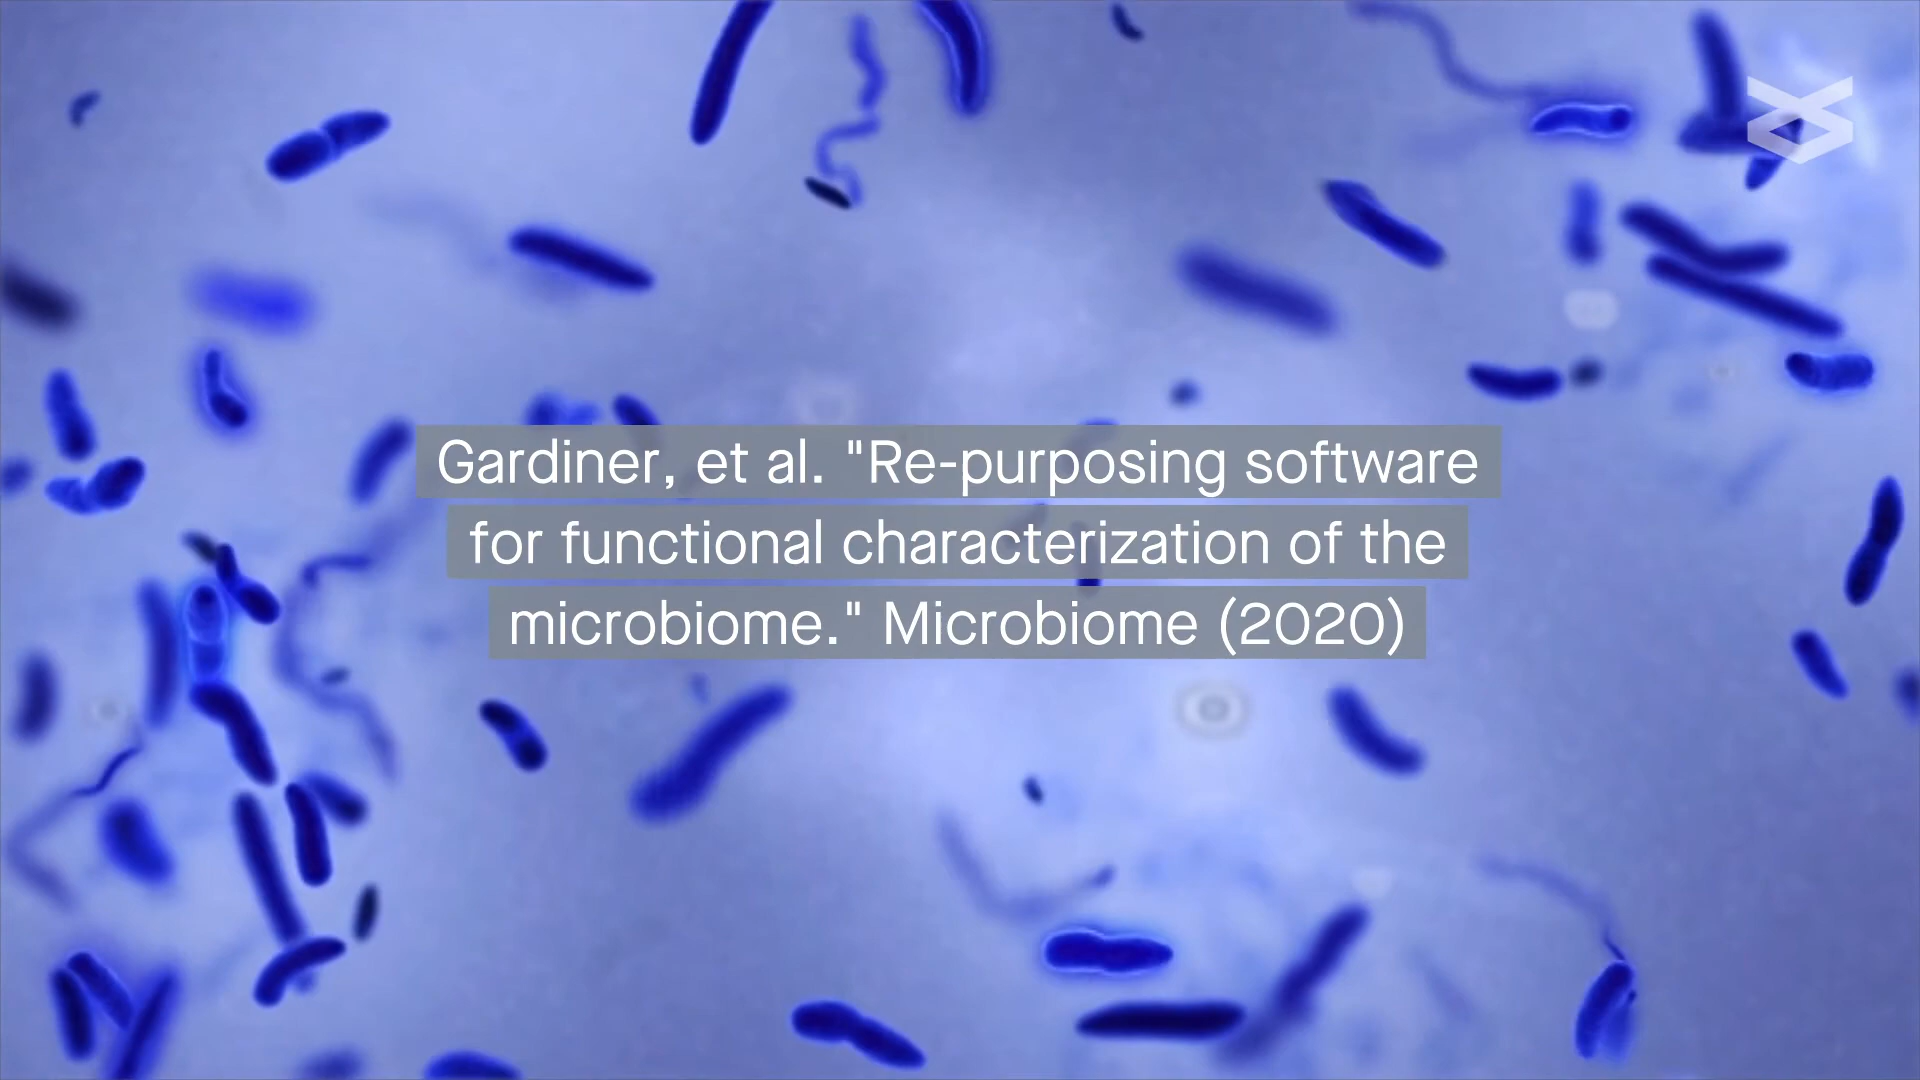 Gardiner, et al. "Re-purposing software
for functional characterization of the
microbiome." Microbiome (2020)